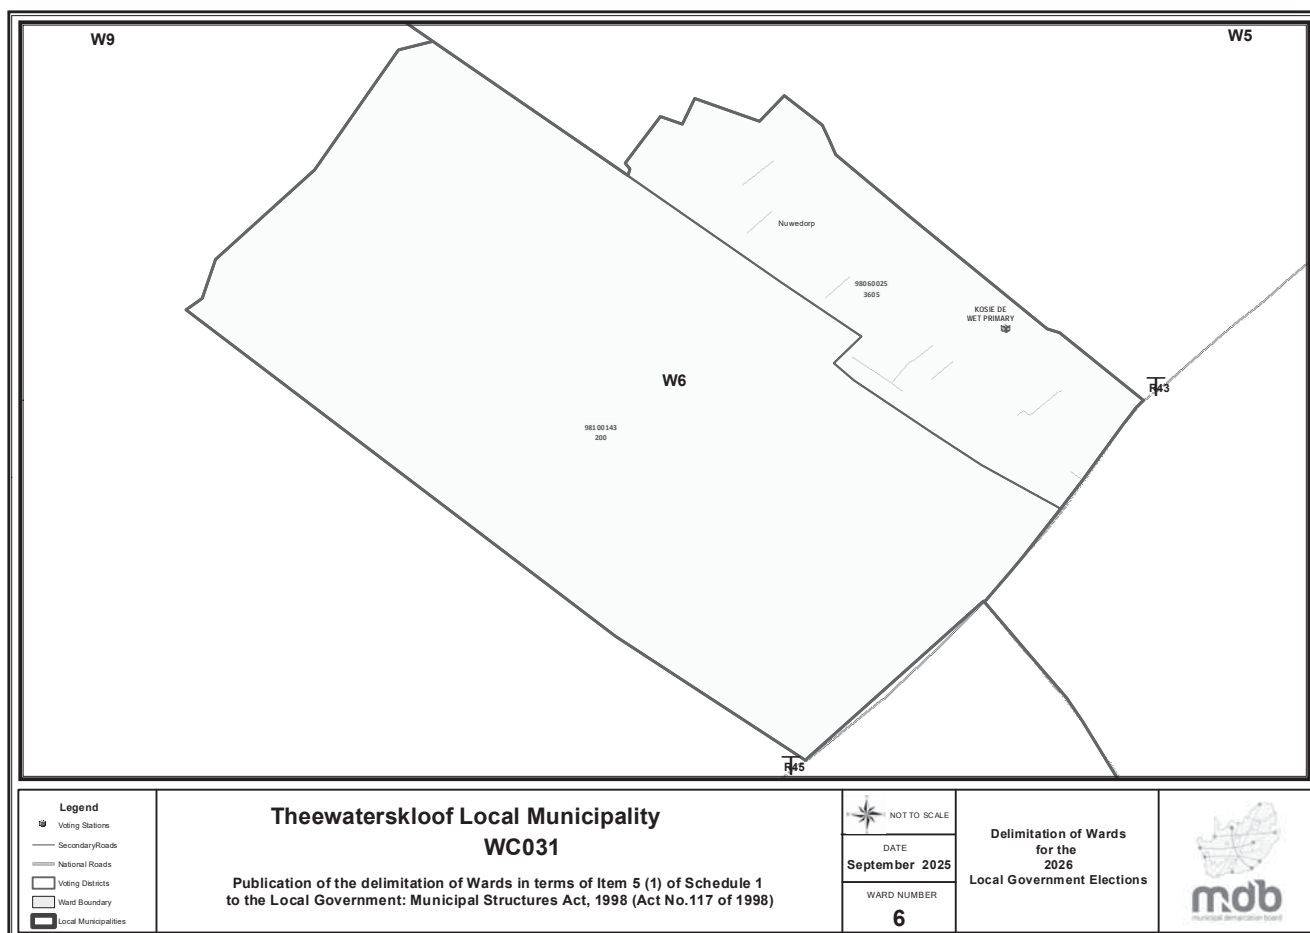 W9
W5
Nuwedorp
98060025
3605
KOSIE DE
WET PRIMARY
W6
R43
98100143
200
R45
Legend
Voting Stations
SecondaryRoads
National Roads
Voting Districts
Ward Boundary
Local Municipalities
Theewaterskloof Local Municipality
WC031
Publication of the delimitation of Wards in terms of Item 5 (1) of Schedule 1
to the Local Government: Municipal Structures Act, 1998 (Act No.117 of 1998)
NOT TO SCALE
DATE
September 2025
WARD NUMBER
6
Delimitation of Wards
for the
2026
Local Government Elections
mdb
municipal demarcation board